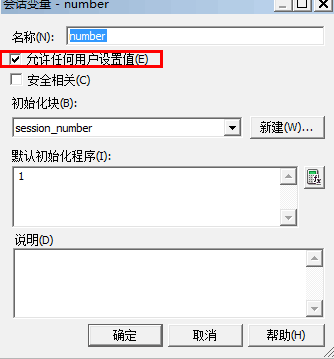 会话变量 - number
名称(N): number
允许任何用户设置值(E)
安全相关(C)
初始化块(B):
session_number 新建(W)...
默认初始化程序(I):
1
说明(D)
确定 取消 帮助(H)